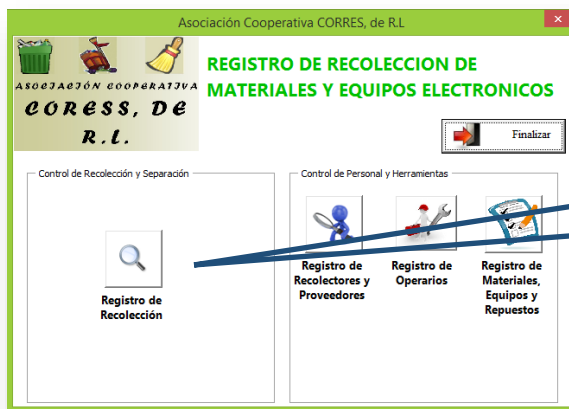 Asociación Cooperativa CORRES, de R.L
ASOCIACIÓN COOPERATIVA
CORESS, DE
R.L.
REGISTRO DE RECOLECCION DE
MATERIALES Y EQUIPOS ELECTRONICOS
Finalizar
Control de Recolección y Separación
Registro de
Recolección
Control de Personal y Herramientas
Registro de
Recolectores y
Proveedores
Registro de
Operarios
Registro de
Materiales,
Equipos y
Repuestos